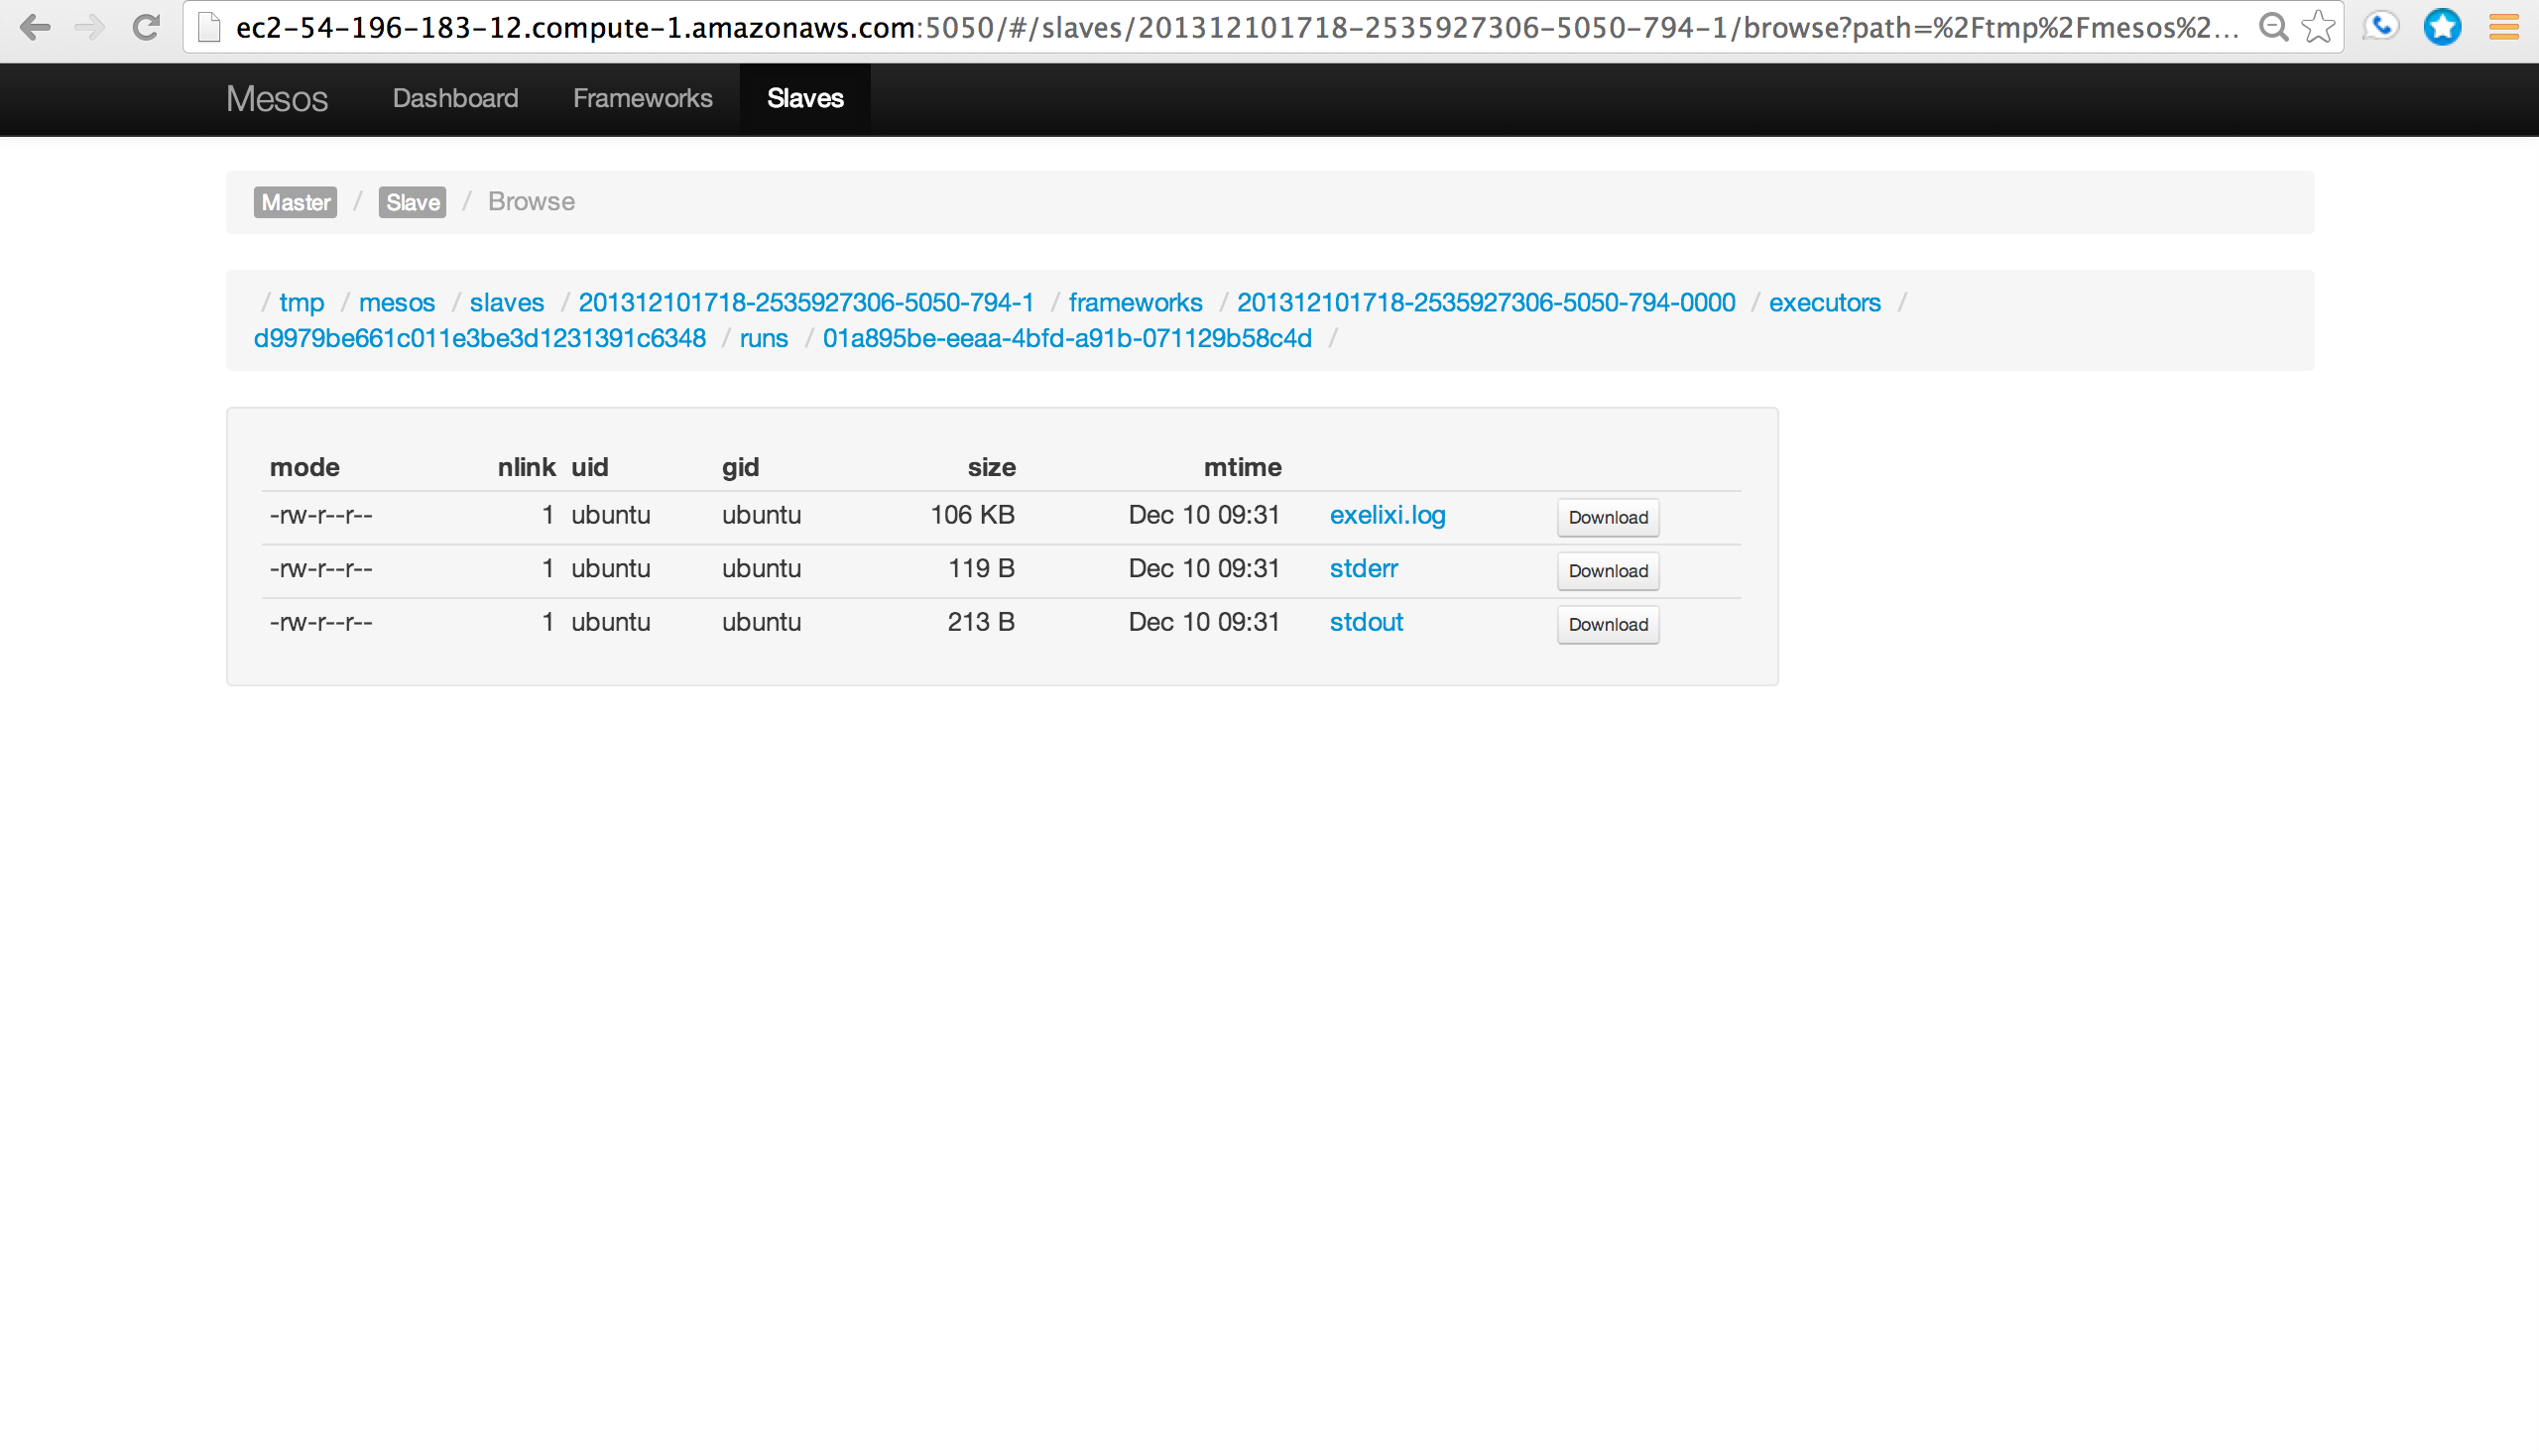 ec2-54-196-183-12.compute-1.amazonaws.com:5050/#/slaves/201312101718-2535927306-5050-794-1/browse?path=%2Ftmp%2Fmesos%2...
Mesos Dashboard Frameworks Slaves
Master / Slave / Browse
/ tmp / mesos / slaves / 201312101718-2535927306-5050-794-1 / frameworks / 201312101718-2535927306-5050-794-0000 / executors /
d9979be661c011e3be3d1231391c6348 / runs / 01a895be-eeaa-4bfd-a91b-071129b58c4d /
mode nlink uid gid size mtime
-rw-r--r-- 1 ubuntu ubuntu 106 KB Dec 10 09:31 exelixi.log Download
-rw-r--r-- 1 ubuntu ubuntu 119 B Dec 10 09:31 stderr Download
-rw-r--r-- 1 ubuntu ubuntu 213 B Dec 10 09:31 stdout Download